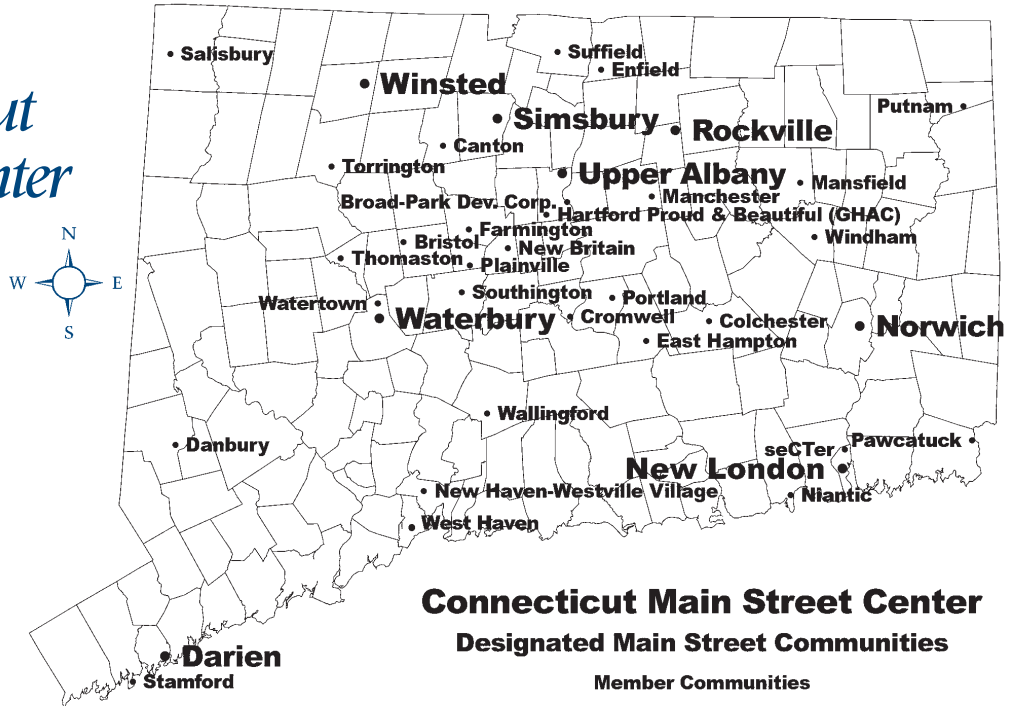 ut
nter
N
W
E
S
Salisbury
Suffield
Enfield
Winsted
Putnam
Simsbury
Rockville
Canton
Torrington
Upper Albany
Mansfield
Manchester
Broad-Park Dev. Corp.
Hartford Proud & Beautiful (GHAC)
Farmington
Windham
Bristol
New Britain
Thomaston
Plainville
Southington
Portland
Watertown
Waterbury
Cromwell
Colchester
Norwich
East Hampton
Wallingford
Danbury
seCTer
Pawcatuck
New London
New Haven-Westville Village
Niantic
West Haven
Connecticut Main Street Center
Designated Main Street Communities
Darien
Stamford
Member Communities